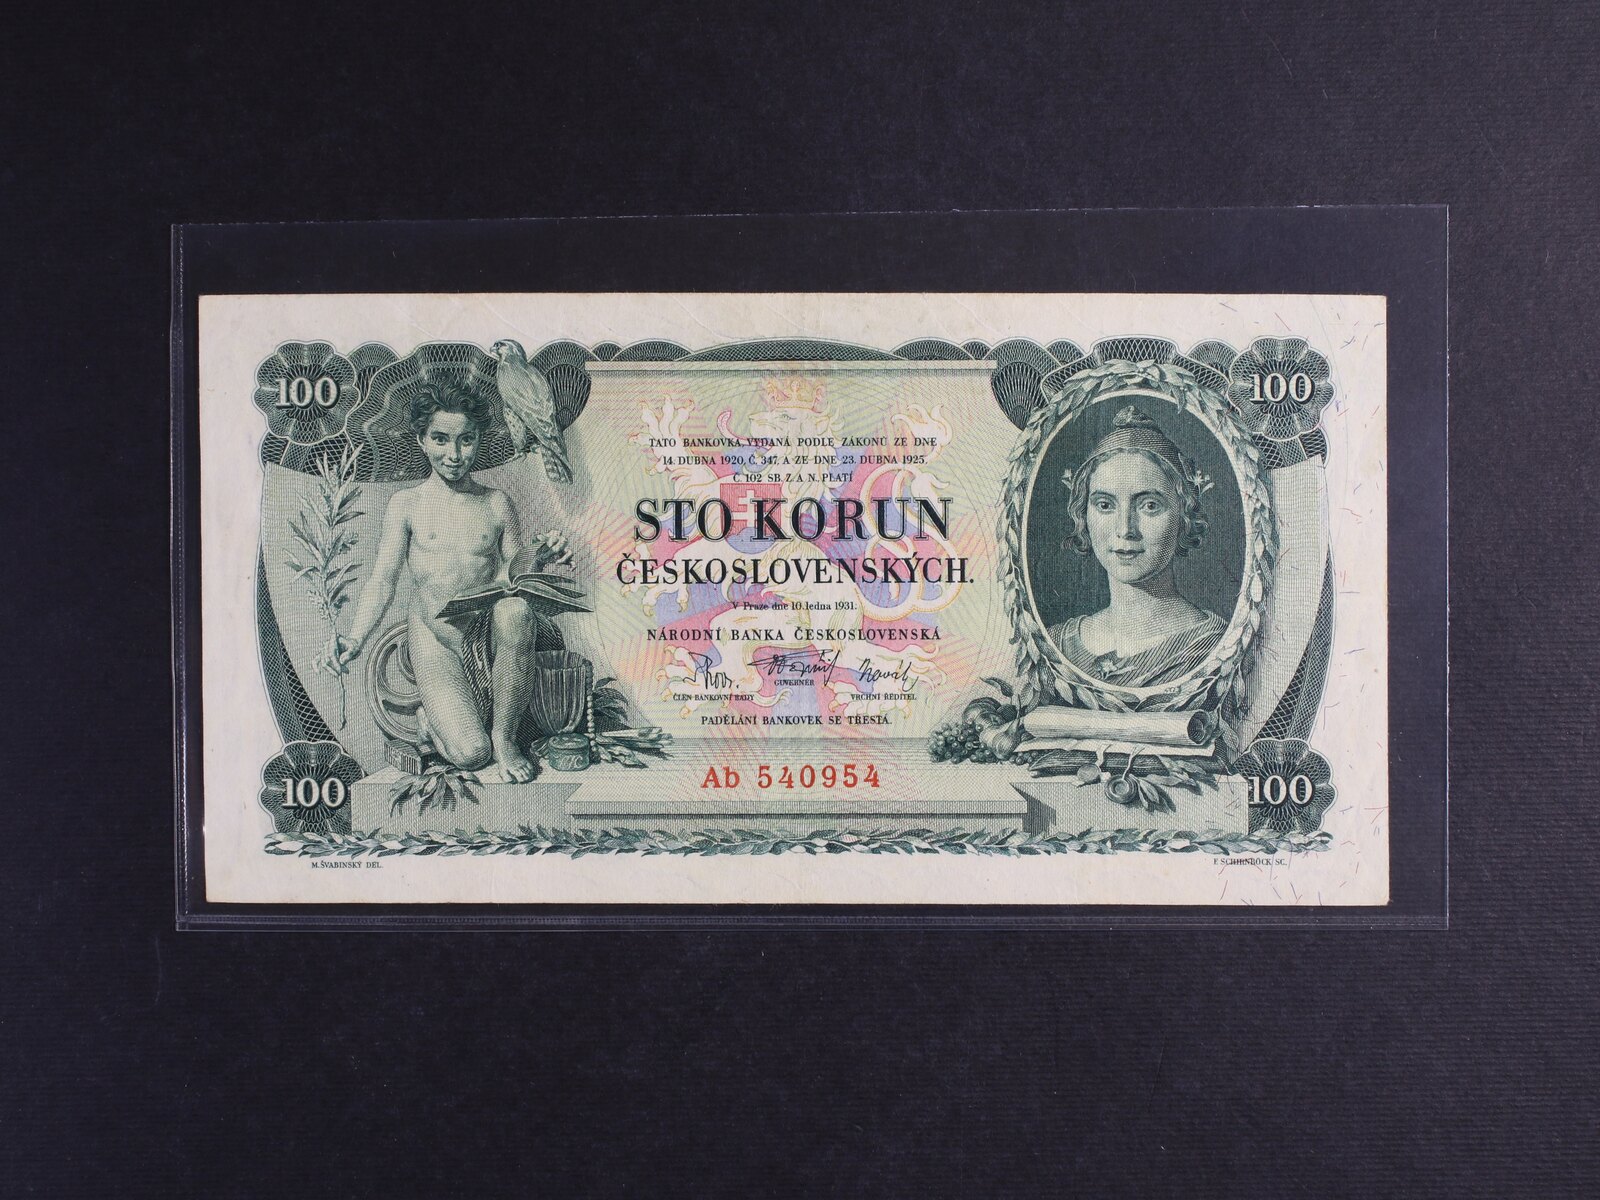 100
100
TATO BANKOVKA, VYDANÁ PODLE ZÁKONŮ ZE DNE
14. DUBNA 1920, Č. 347, A ZE DNE 23. DUBNA 1925,
Č. 102 SB. Z. A N. PLATÍ
STO KORUN
ČESKOSLOVENSKÝCH.
V Praze dne 10. ledna 1931.
NÁRODNÍ BANKA ČESKOSLOVENSKÁ
ČLEN BANKOVNÍ RADY
GUVERNÉR
VRCHNÍ ŘEDITEL
PADĚLÁNÍ BANKOVEK SE TRESTÁ.
Ab 540954
100
100
M. ŠVABINSKÝ DEL.
F. SCHIRNBÖCK SC.